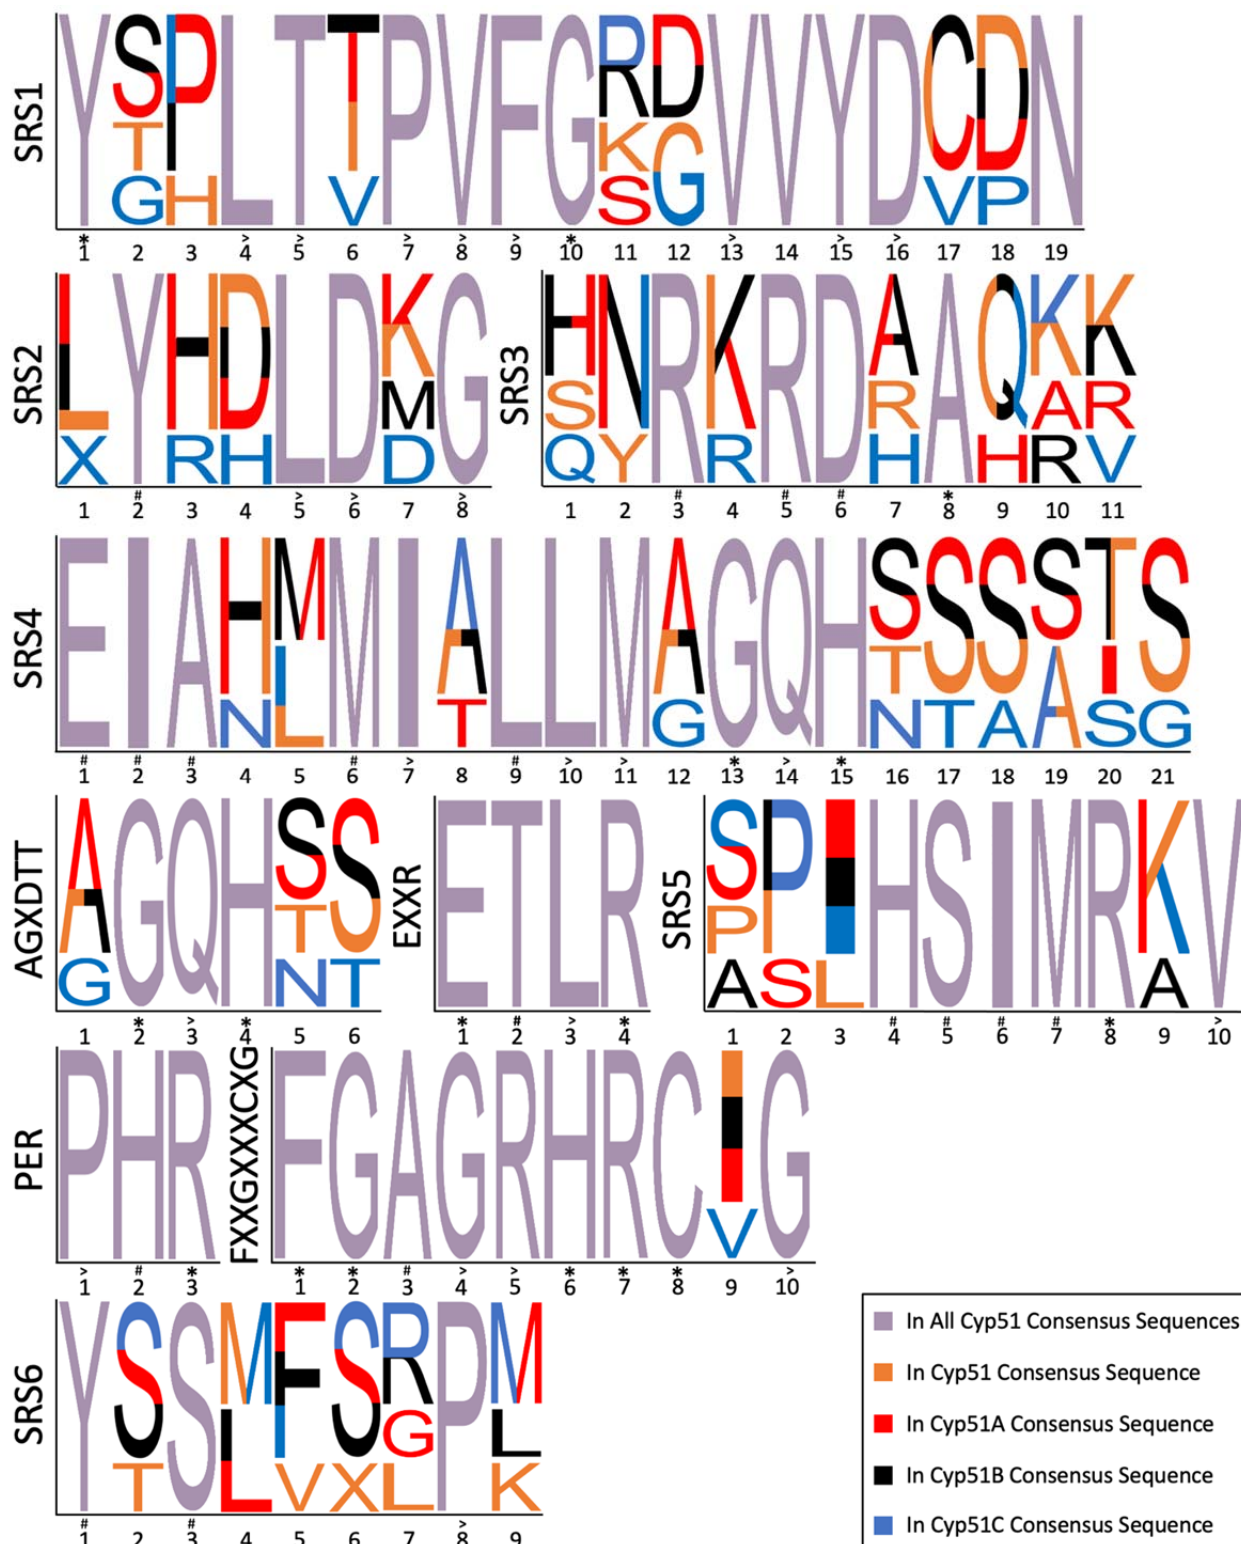 SRS1
Y S P L T T P V F G R D V V Y D C D N
T H I R G V P
G V K G
S
* > > > > > * > > >
1 2 3 4 5 6 7 8 9 10 11 12 13 14 15 16 17 18 19
SRS2
L Y H D L D K G
X R H M
D
# > > >
1 2 3 4 5 6 7 8
SRS3
H N R K R D A A Q K K
S Y R R H A R
Q H R V
# # # *
1 2 3 4 5 6 7 8 9 10 11
SRS4
E I A H M M I A L L M A G Q H S S S S T S
N L T G T T A A I G
L N S
# # # # > # > > * > *
1 2 3 4 5 6 7 8 9 10 11 12 13 14 15 16 17 18 19 20 21
AGXDTT
A G Q H S S
G T T
N
* > *
1 2 3 4 5 6
EXXR
E T L R
* # > *
1 2 3 4
SRS5
S P I H S I M R K V
P S L A
A
# # # # * >
1 2 3 4 5 6 7 8 9 10
PER
P H R
> # *
1 2 3
FXXGXXCXG
F G A G R H R C I G
V
* * # > > * * * >
1 2 3 4 5 6 7 8 9 10
SRS6
Y S S M F S R P M
T L V X G L
L K
# # >
1 2 3 4 5 6 7 8 9
In All Cyp51 Consensus Sequences
In Cyp51 Consensus Sequence
In Cyp51A Consensus Sequence
In Cyp51B Consensus Sequence
In Cyp51C Consensus Sequence